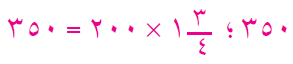 ٣٥٠ = ٢٠٠ × ١ ٣/٤ ؛ ٣٥٠